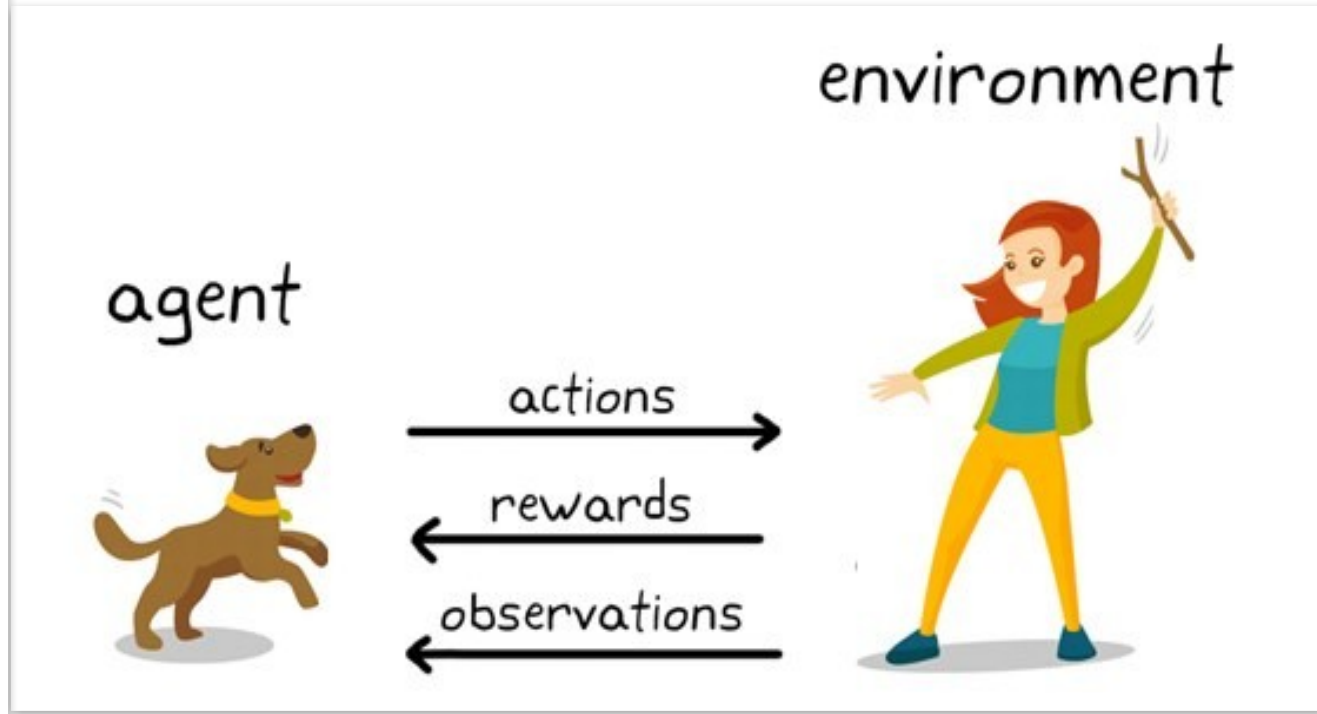 environment
agent
actions
rewards
observations